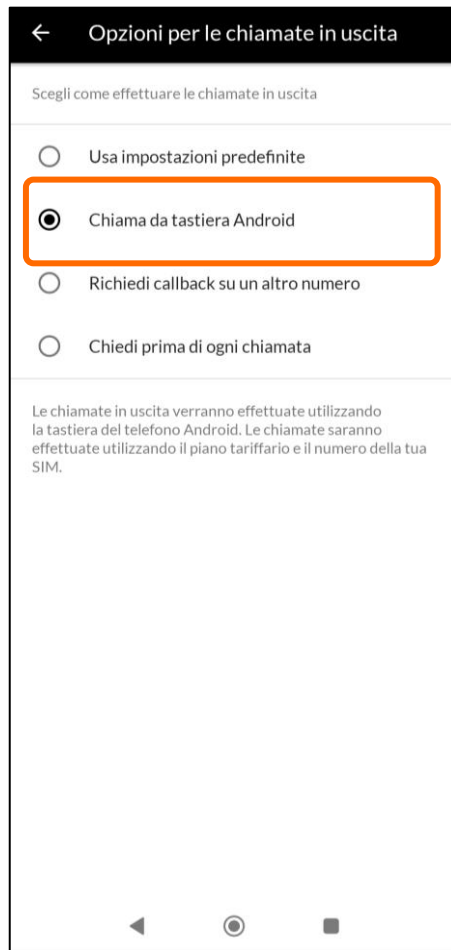 Opzioni per le chiamate in uscita
Scegli come effettuare le chiamate in uscita
Usa impostazioni predefinite
Chiama da tastiera Android
Richiedi callback su un altro numero
Chiedi prima di ogni chiamata
Le chiamate in uscita verranno effettuate utilizzando
la tastiera del telefono Android. Le chiamate saranno
effettuate utilizzando il piano tariffario e il numero della tua
SIM.